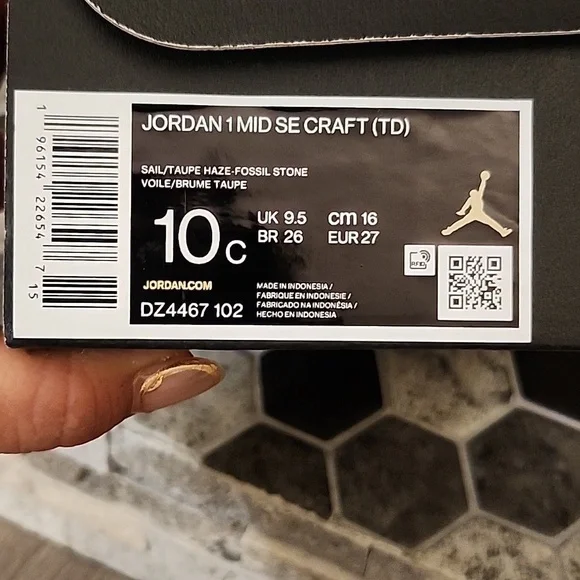 JORDAN 1 MID SE CRAFT (TD)
SAIL/TAUPE HAZE-FOSSIL STONE
VOILE/BRUME TAUPE
10C
UK 9.5 cm 16
BR 26 EUR 27
RFID
JORDAN.COM
DZ4467 102
MADE IN INDONESIA /
FABRIQUE EN INDONESIE /
FABRICADO NA INDONÉSIA /
HECHO EN INDONESIA
1 96154 22654 7 15